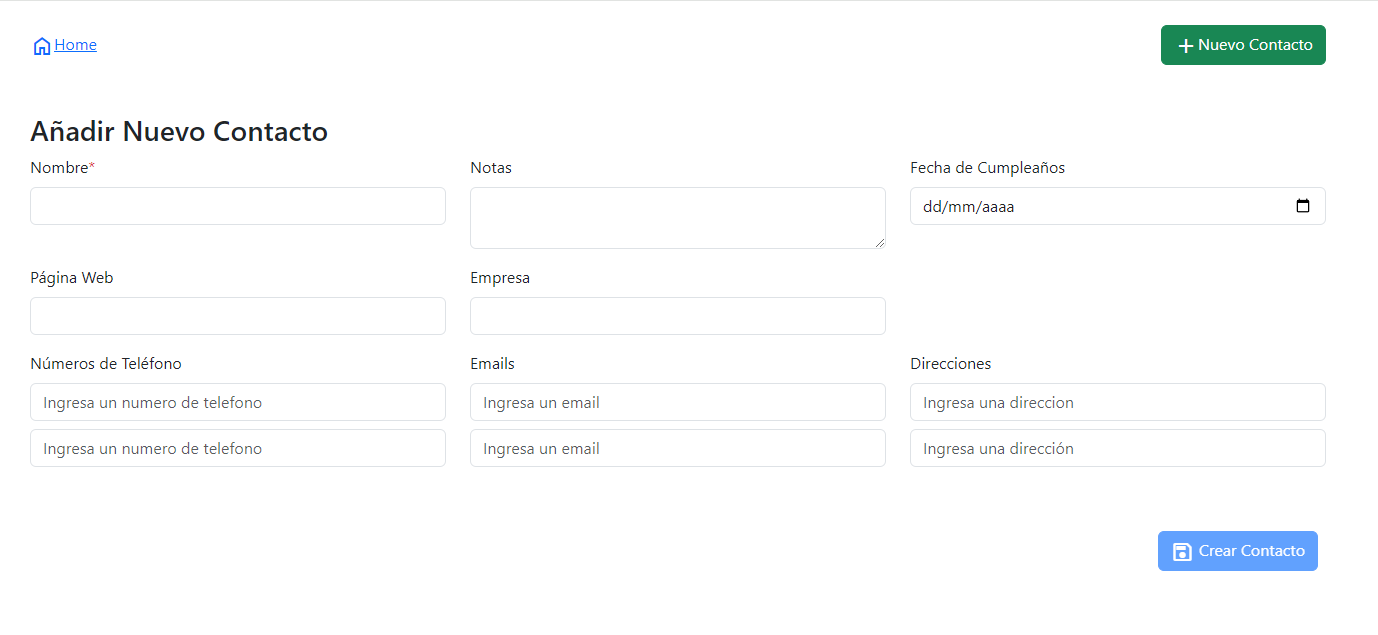 Home
Nuevo Contacto
Añadir Nuevo Contacto
Nombre*
Notas
Fecha de Cumpleaños
dd/mm/aaaa
Página Web
Empresa
Números de Teléfono
Emails
Direcciones
Ingresa un numero de telefono
Ingresa un email
Ingresa una direccion
Ingresa un numero de telefono
Ingresa un email
Ingresa una dirección
Crear Contacto